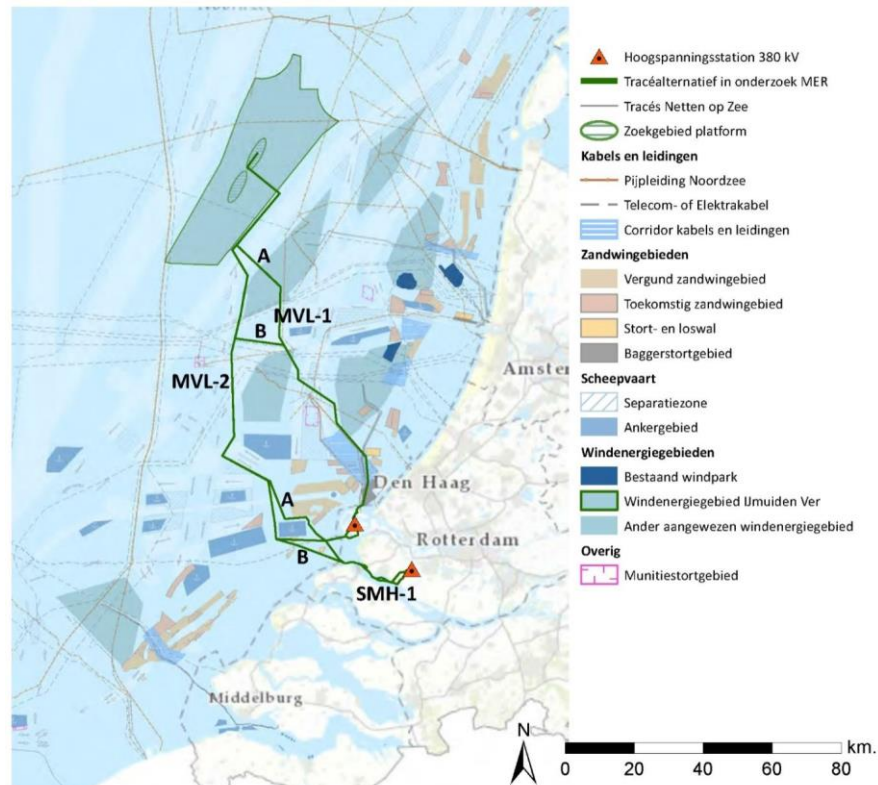 A
MVL-1
B
MVL-2
Amster
Den Haag
A
Rotterdam
B
SMH-1
Middelburg
Hoogspanningsstation 380 kV
Tracéalternatief in onderzoek MER
Tracés Netten op Zee
Zoekgebied platform
Kabels en leidingen
Pijpleiding Noordzee
Telecom- of Elektrakabel
Corridor kabels en leidingen
Zandwingebieden
Vergund zandwingebied
Toekomstig zandwingebied
Stort- en loswal
Baggerstortgebied
Scheepvaart
Separatiezone
Ankergebied
Windenergiegebieden
Bestaand windpark
Windenergiegebied IJmuiden Ver
Ander aangewezen windenergiegebied
Overig
Munitiestortgebied
N
km.
0 20 40 60 80